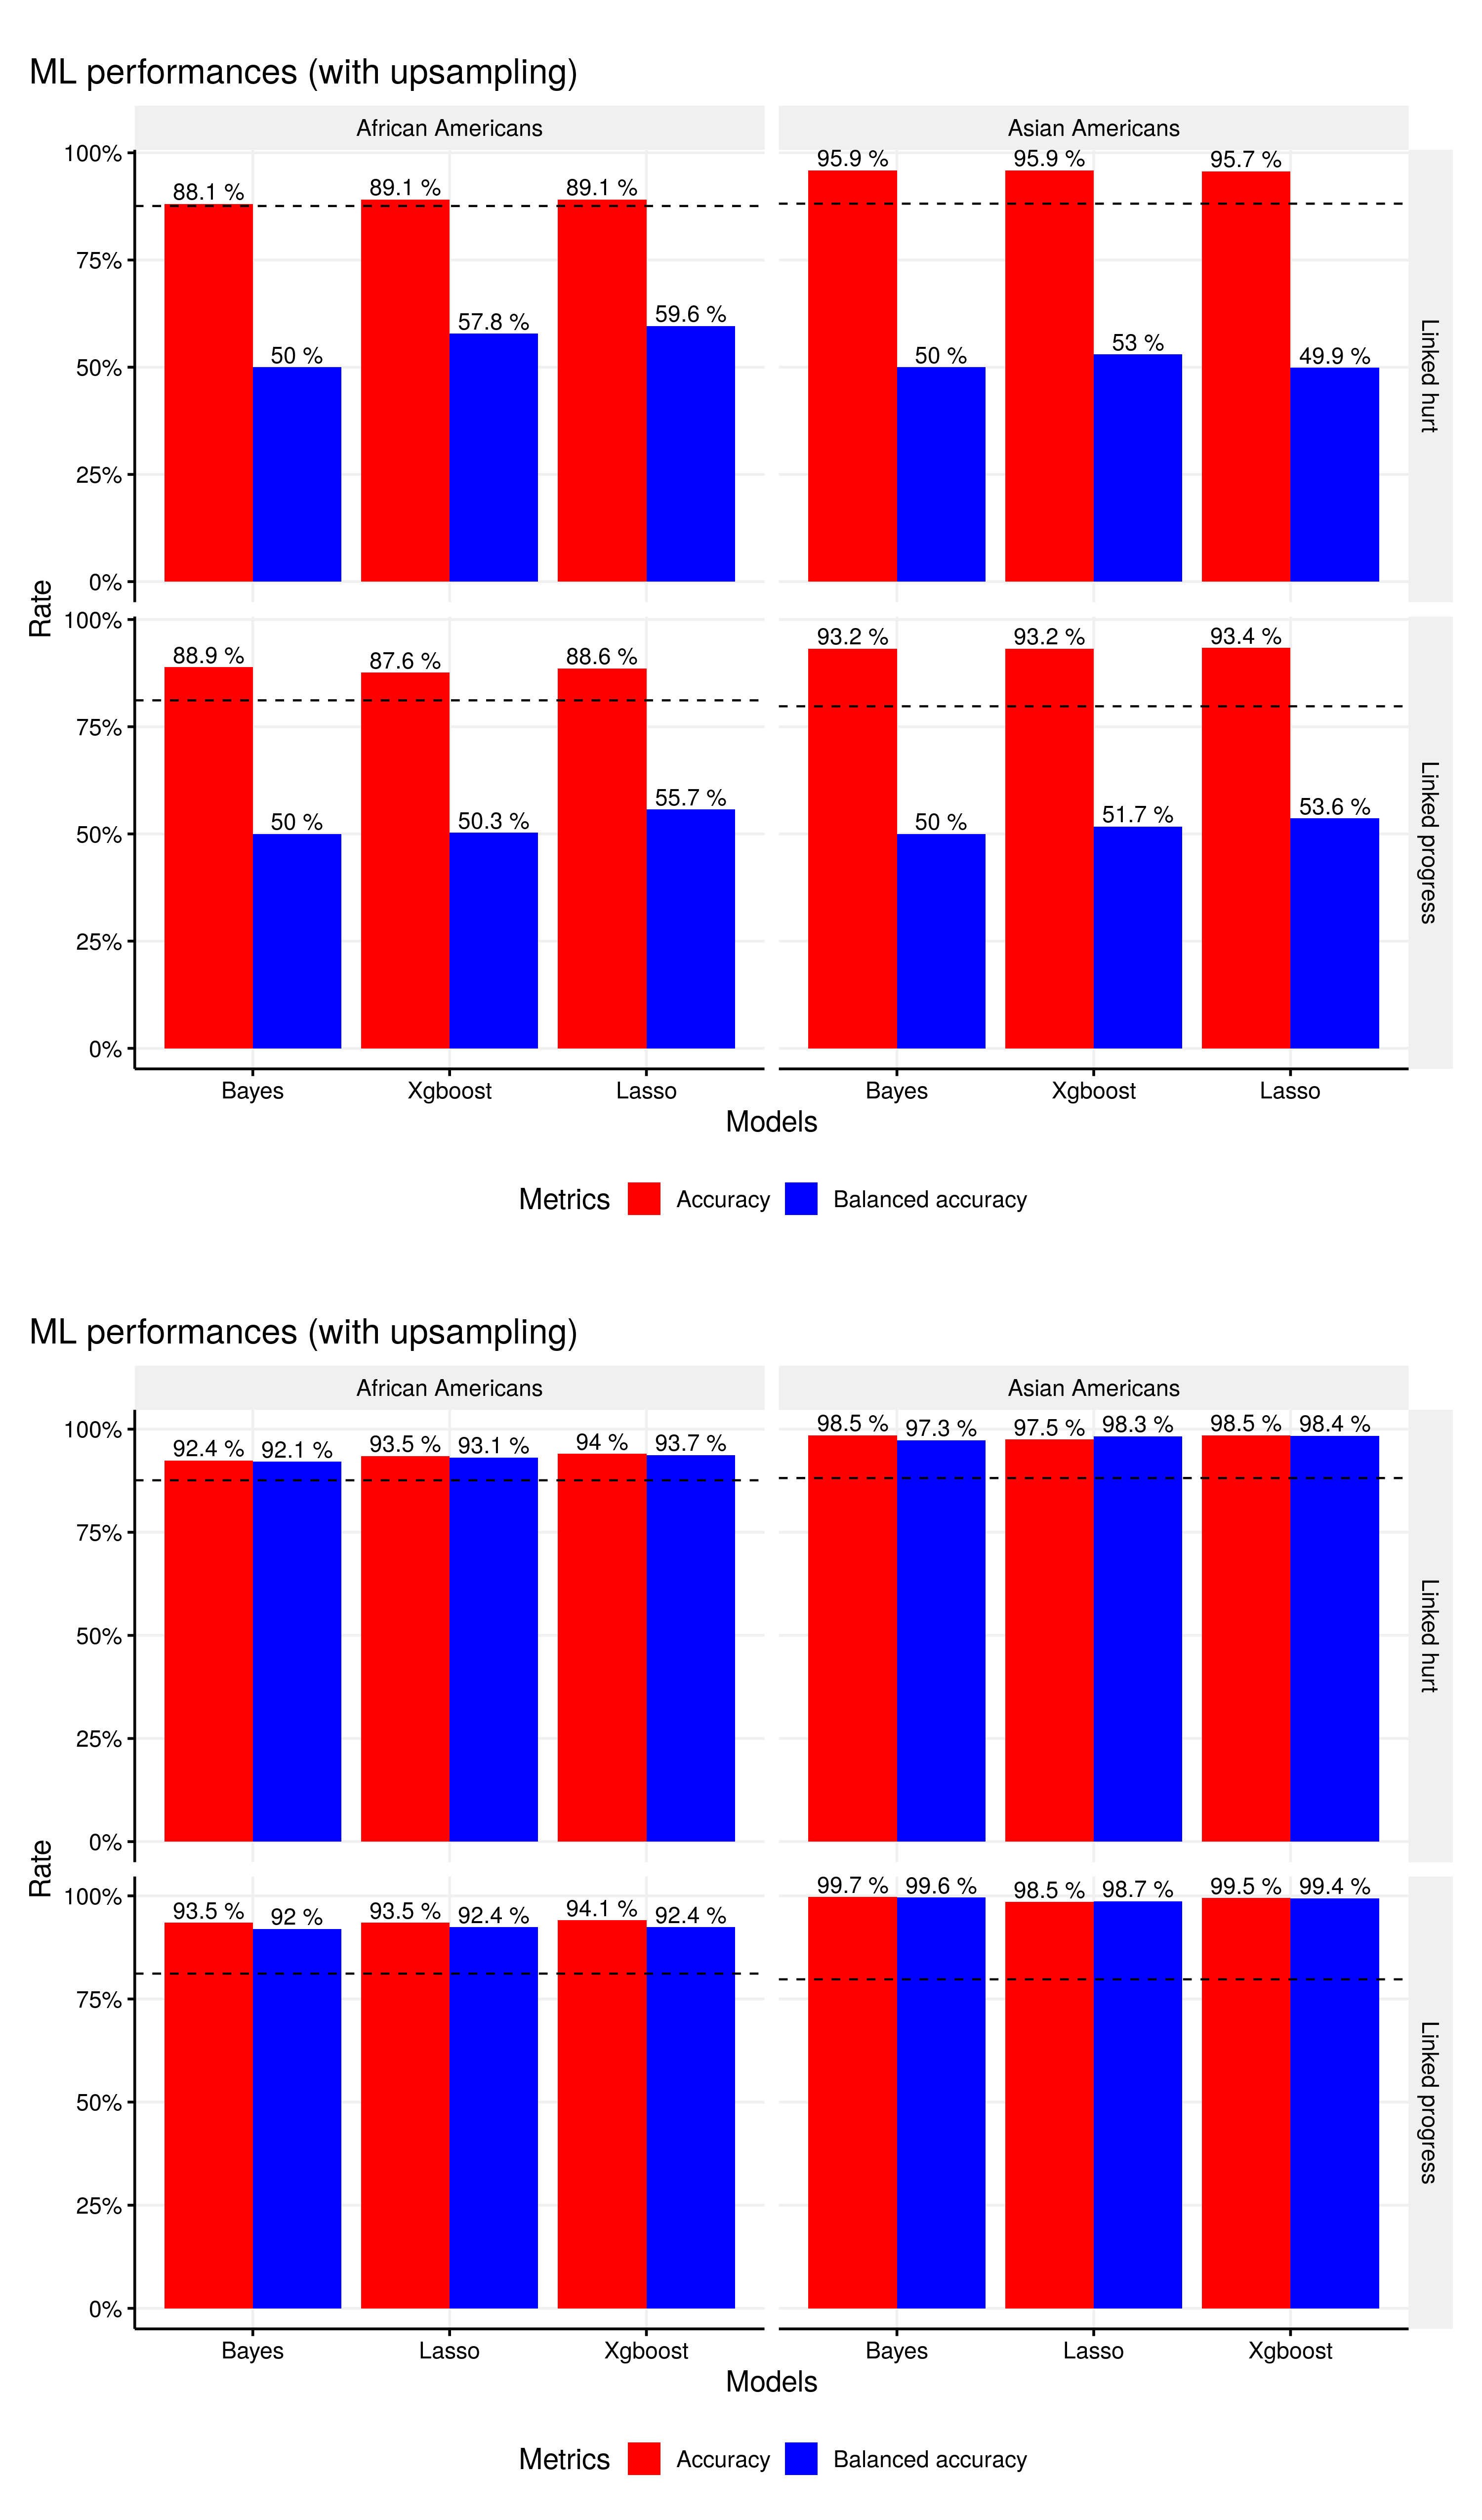 ML performances (with upsampling)
African Americans
Asian Americans
100%
75%
50%
25%
0%
88.1 %
50 %
89.1 %
57.8 %
89.1 %
59.6 %
95.9 %
50 %
95.9 %
53 %
95.7 %
49.9 %
Linked hurt
Rate
100%
75%
50%
25%
0%
88.9 %
50 %
87.6 %
50.3 %
88.6 %
55.7 %
93.2 %
50 %
93.2 %
51.7 %
93.4 %
53.6 %
Linked progress
Bayes
Xgboost
Lasso
Bayes
Xgboost
Lasso
Models
Metrics
Accuracy
Balanced accuracy
ML performances (with upsampling)
African Americans
Asian Americans
100%
75%
50%
25%
0%
92.4 %
92.1 %
93.5 %
93.1 %
94 %
93.7 %
98.5 %
97.3 %
97.5 %
98.3 %
98.5 %
98.4 %
Linked hurt
Rate
100%
75%
50%
25%
0%
93.5 %
92 %
93.5 %
92.4 %
94.1 %
92.4 %
99.7 %
99.6 %
98.5 %
98.7 %
99.5 %
99.4 %
Linked progress
Bayes
Lasso
Xgboost
Bayes
Lasso
Xgboost
Models
Metrics
Accuracy
Balanced accuracy